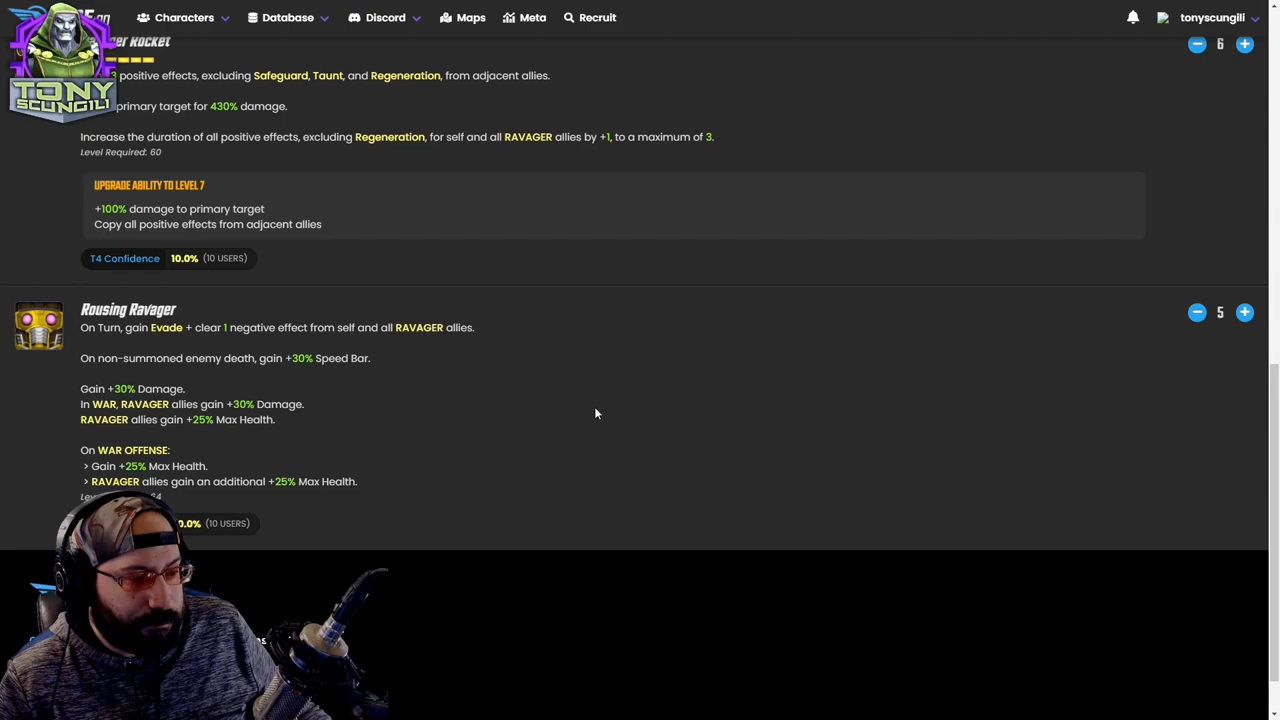 Characters Database Discord Maps Meta Recruit tonyscungili
TONY
SCUNGILI
Rocket
6
3 positive effects, excluding Safeguard, Taunt, and Regeneration, from adjacent allies.
primary target for 430% damage.
Increase the duration of all positive effects, excluding Regeneration, for self and all RAVAGER allies by +1, to a maximum of 3.
Level Required: 60
UPGRADE ABILITY TO LEVEL 7
+100% damage to primary target
Copy all positive effects from adjacent allies
T4 Confidence 10.0% (10 USERS)
Rousing Ravager
5
On Turn, gain Evade + clear 1 negative effect from self and all RAVAGER allies.
On non-summoned enemy death, gain +30% Speed Bar.
Gain +30% Damage.
In WAR, RAVAGER allies gain +30% Damage.
RAVAGER allies gain +25% Max Health.
On WAR OFFENSE:
> Gain +25% Max Health.
> RAVAGER allies gain an additional +25% Max Health.
(10 USERS)